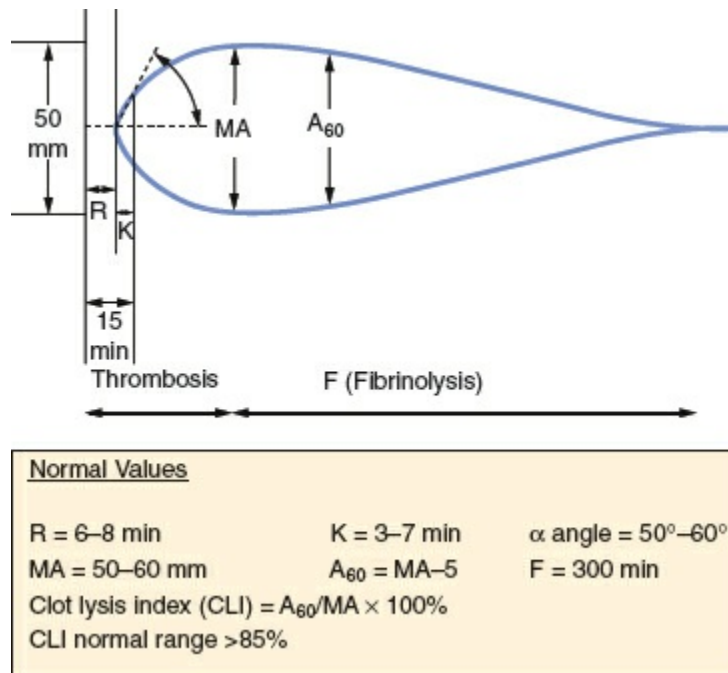 50
mm
MA
A60
R
K
15
min
Thrombosis
F (Fibrinolysis)
Normal Values
R = 6–8 min K = 3–7 min α angle = 50°–60°
MA = 50–60 mm A60 = MA–5 F = 300 min
Clot lysis index (CLI) = A60/MA × 100%
CLI normal range >85%